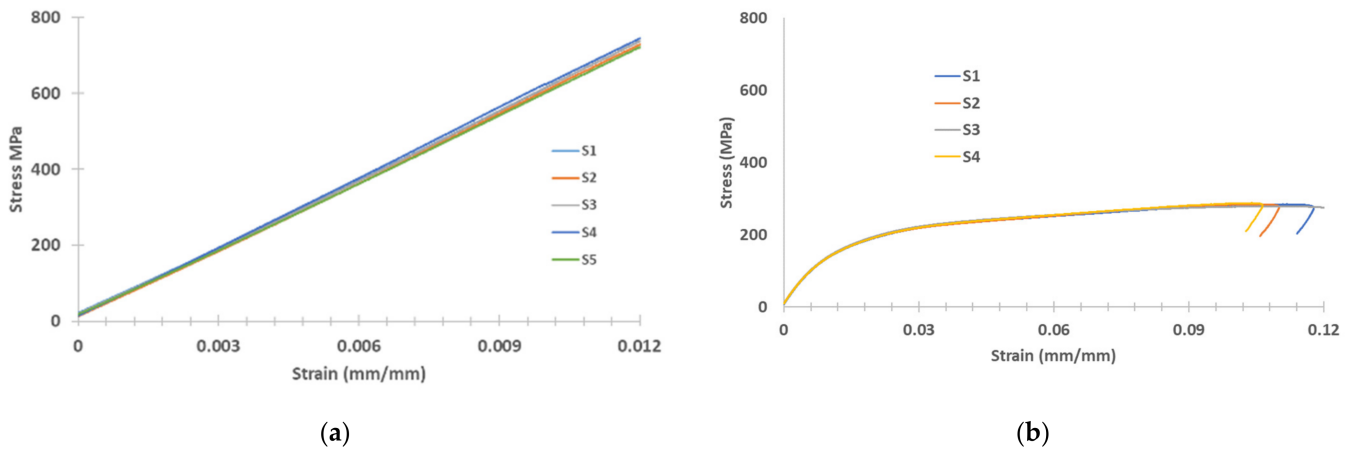 800
600
400
200
0
Stress MPa
0 0.003 0.006 0.009 0.012
Strain (mm/mm)
S1
S2
S3
S4
S5
(a)
800
600
400
200
0
Stress (MPa)
0 0.03 0.06 0.09 0.12
Strain (mm/mm)
S1
S2
S3
S4
(b)